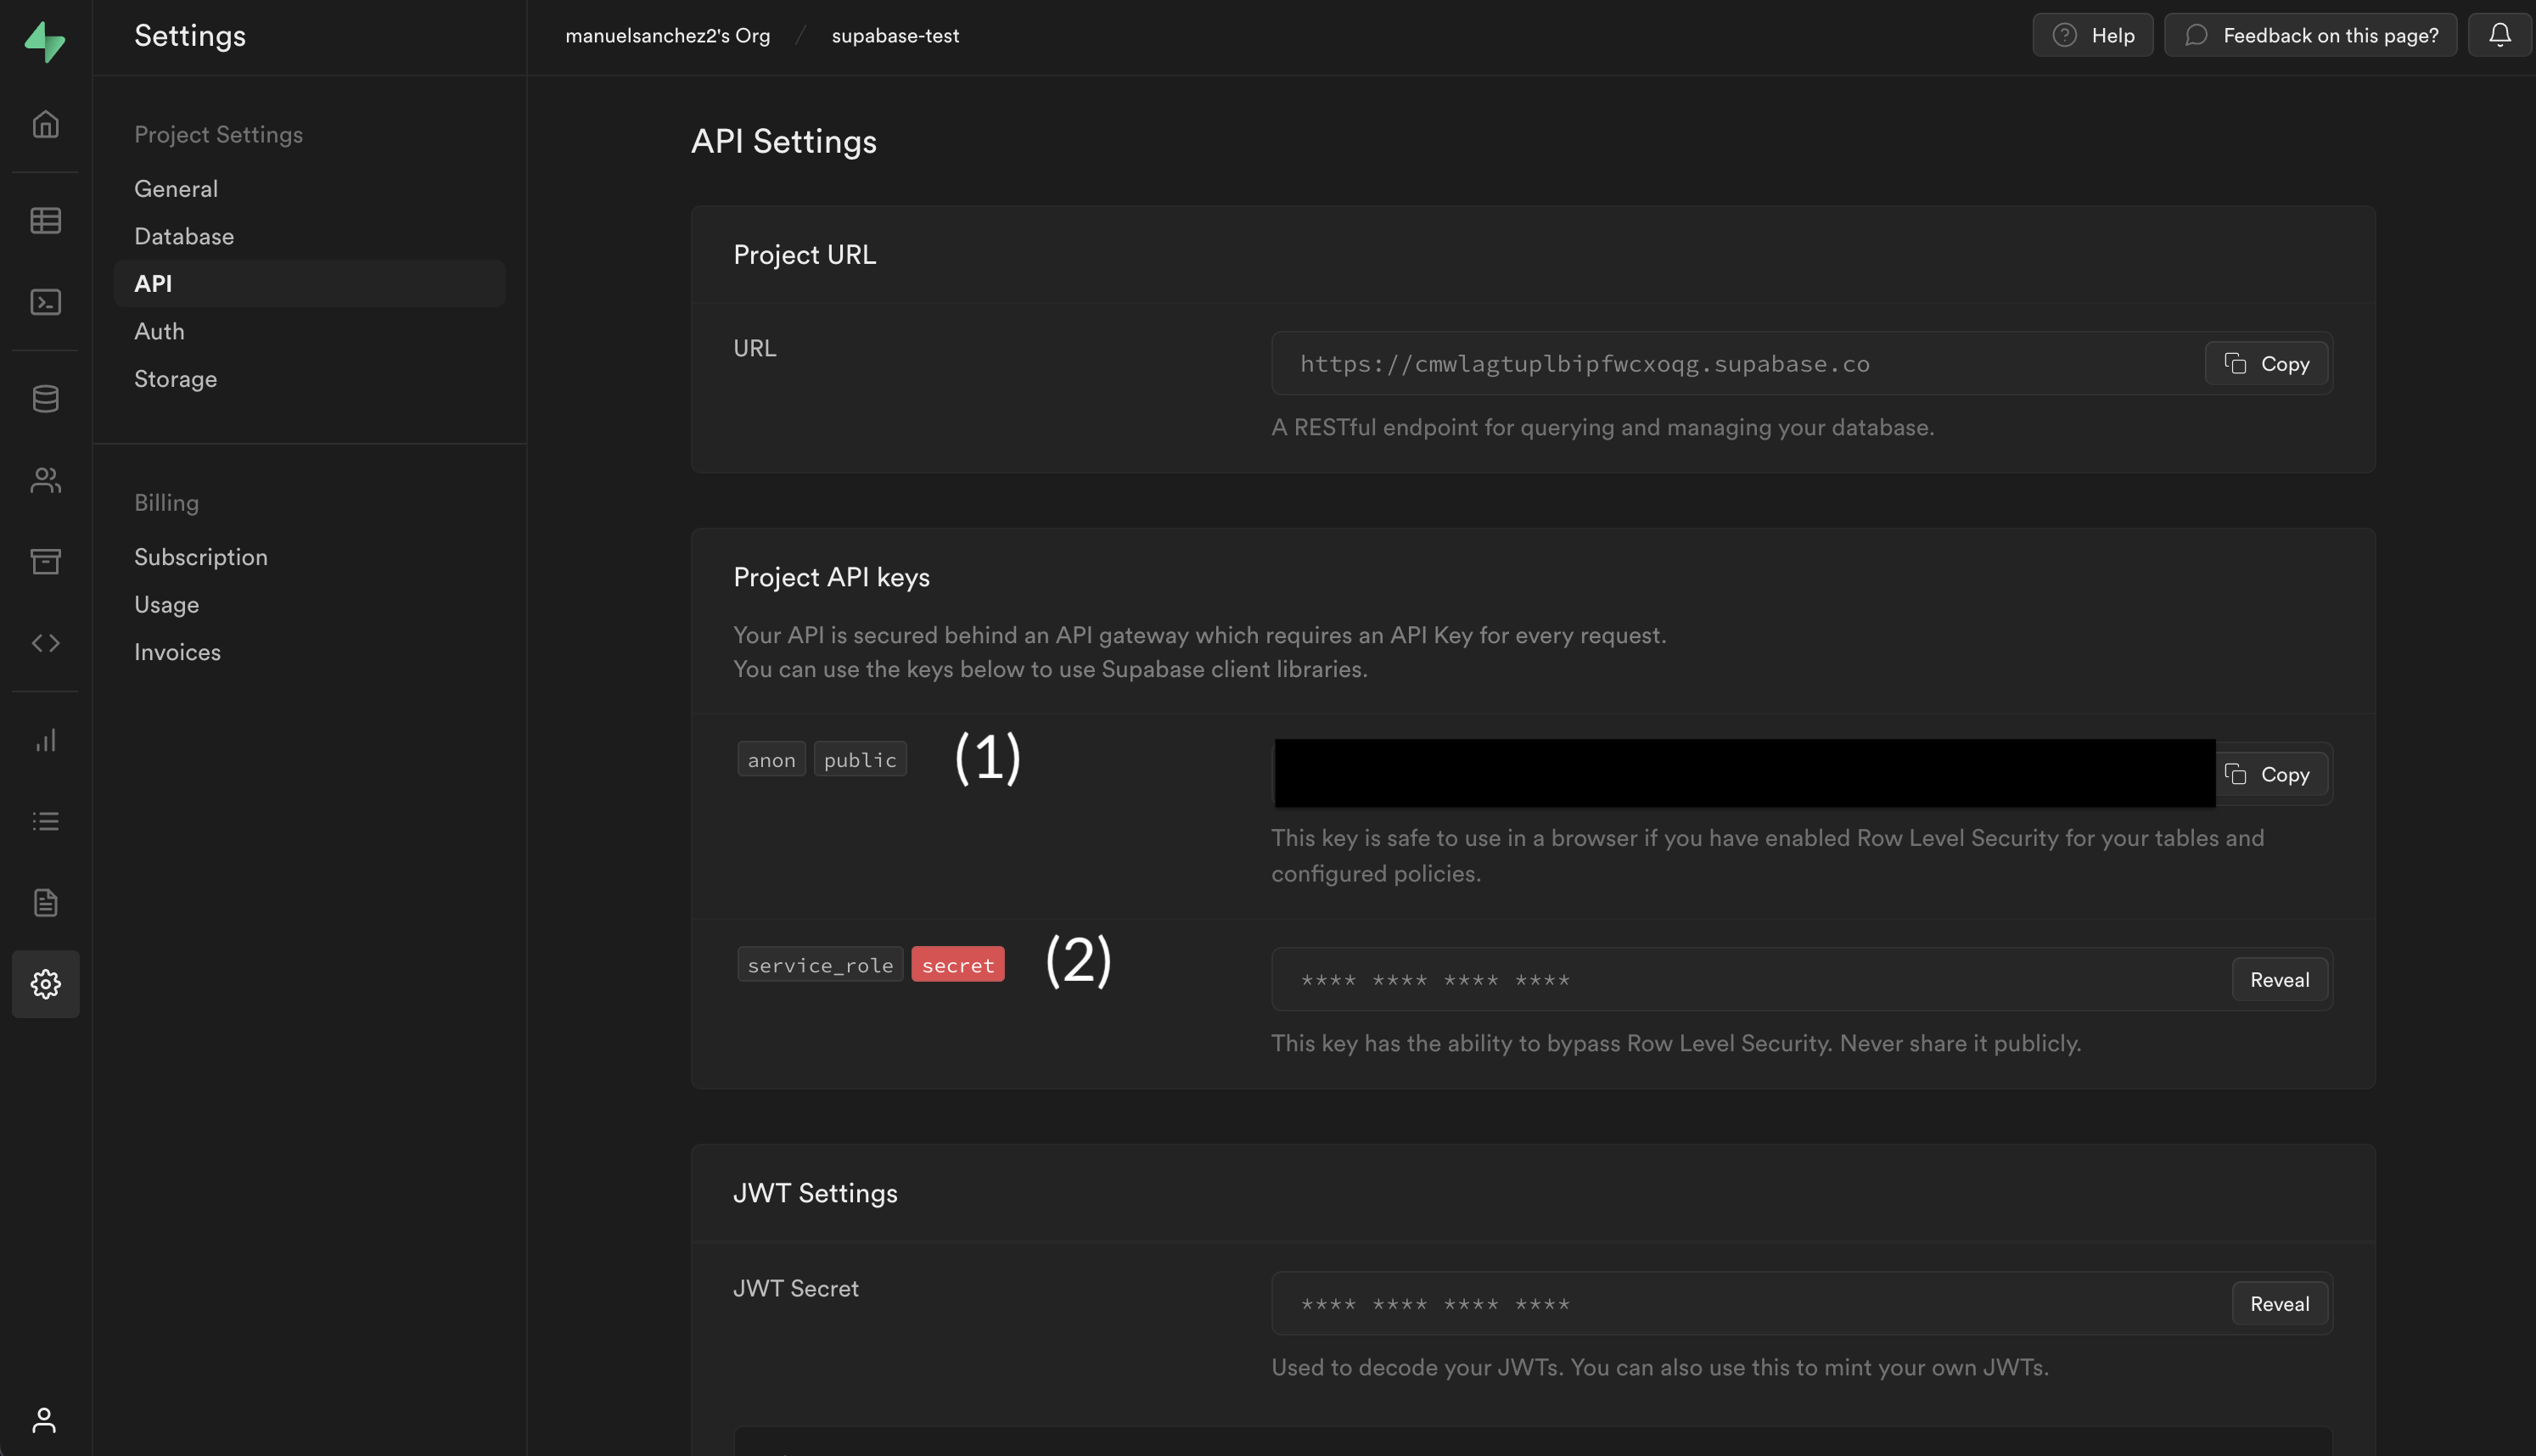 Settings
manuelsanchez2's Org / supabase-test
Help
Feedback on this page?
Project Settings
General
Database
API
Auth
Storage
Billing
Subscription
Usage
Invoices
API Settings
Project URL
URL
https://cmwlagtuplbipfwcxoqg.supabase.co
Copy
A RESTful endpoint for querying and managing your database.
Project API keys
Your API is secured behind an API gateway which requires an API Key for every request.
You can use the keys below to use Supabase client libraries.
anon public (1)
Copy
This key is safe to use in a browser if you have enabled Row Level Security for your tables and
configured policies.
service_role secret (2)
**** **** **** ****
Reveal
This key has the ability to bypass Row Level Security. Never share it publicly.
JWT Settings
JWT Secret
**** **** **** ****
Reveal
Used to decode your JWTs. You can also use this to mint your own JWTs.